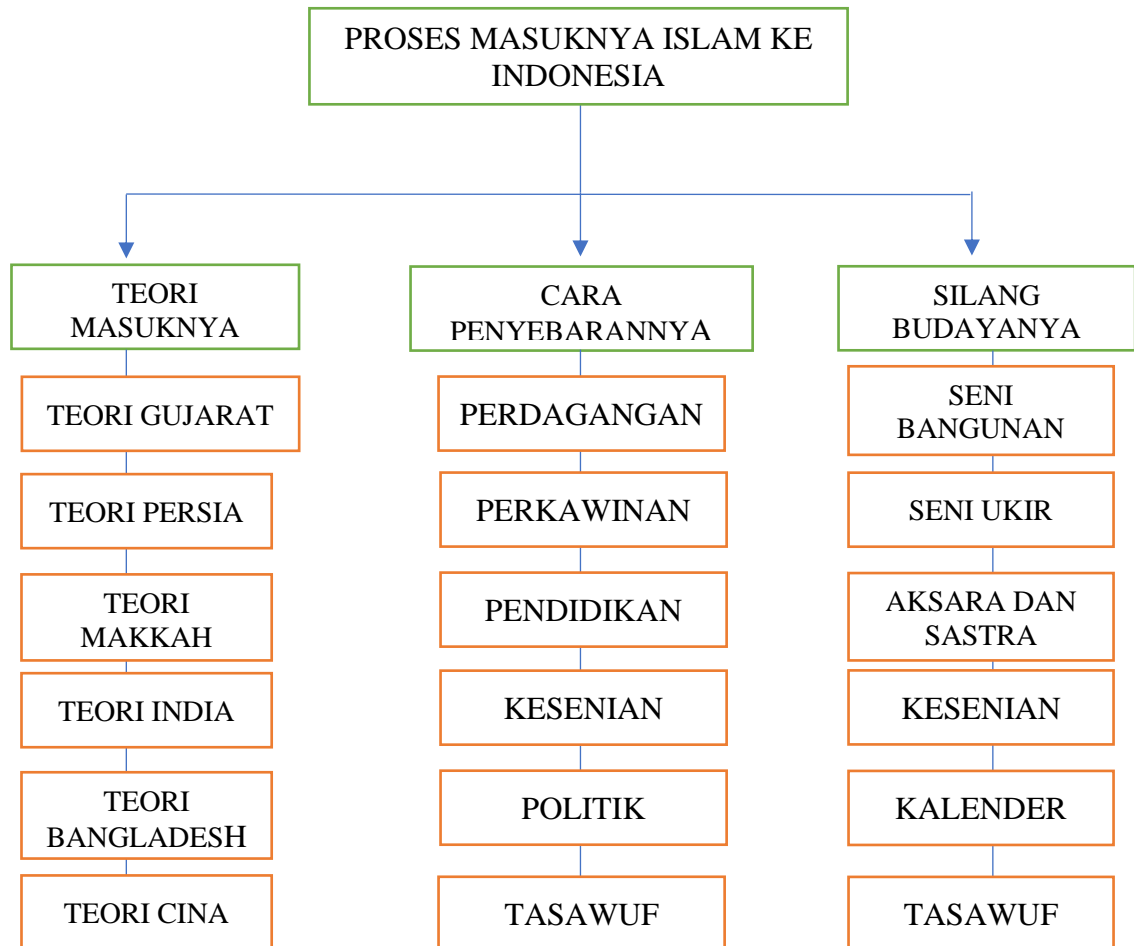 PROSES MASUKNYA ISLAM KE
INDONESIA
TEORI
MASUKNYA
TEORI GUJARAT
TEORI PERSIA
TEORI
MAKKAH
TEORI INDIA
TEORI
BANGLADESH
TEORI CINA
CARA
PENYEBARANNYA
PERDAGANGAN
PERKAWINAN
PENDIDIKAN
KESENIAN
POLITIK
TASAWUF
SILANG
BUDAYANYA
SENI
BANGUNAN
SENI UKIR
AKSARA DAN
SASTRA
KESENIAN
KALENDER
TASAWUF